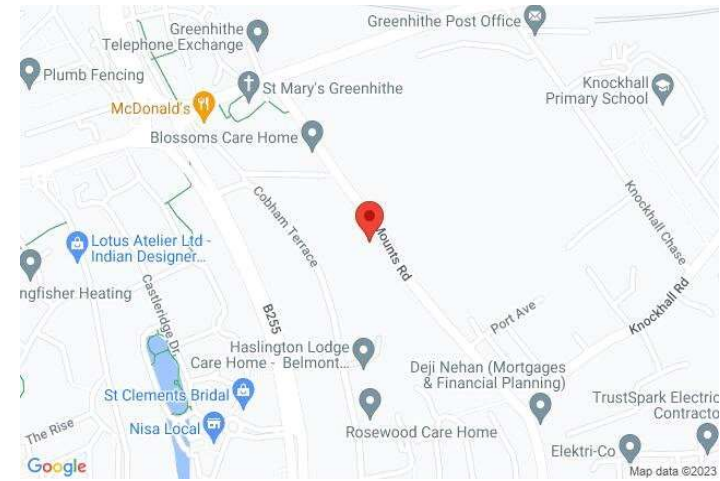 Greenhithe
Telephone Exchange
Greenhithe Post Office
Plumb Fencing
St Mary's Greenhithe
Knockhall
Primary School
McDonald's
Blossoms Care Home
Cobham Terrace
Knockhall Chase
Mounts Rd
Lotus Atelier Ltd -
Indian Designer...
ngfisher Heating
Castleridge Dr
B255
Port Ave
Knockhall Rd
Haslington Lodge
Care Home - Belmont...
Deji Nehan (Mortgages
& Financial Planning)
St Clements Bridal
TrustSpark Electric
Contracto
The Rise
Nisa Local
Rosewood Care Home
Elektri-Co
Google
Map data ©2023